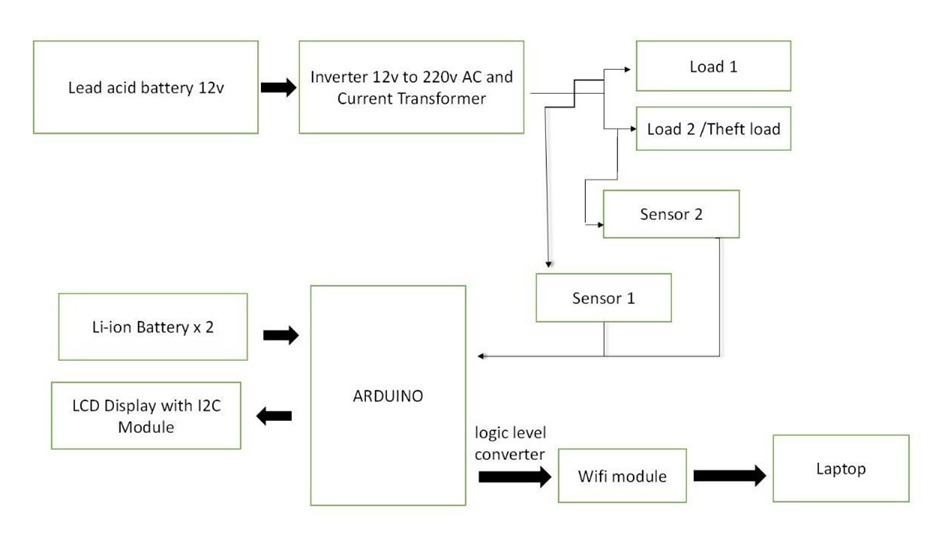 Lead acid battery 12v
Inverter 12v to 220v AC and
Current Transformer
Load 1
Load 2 /Theft load
Sensor 2
Sensor 1
Li-ion Battery x 2
LCD Display with I2C
Module
ARDUINO
logic level
converter
Wifi module
Laptop